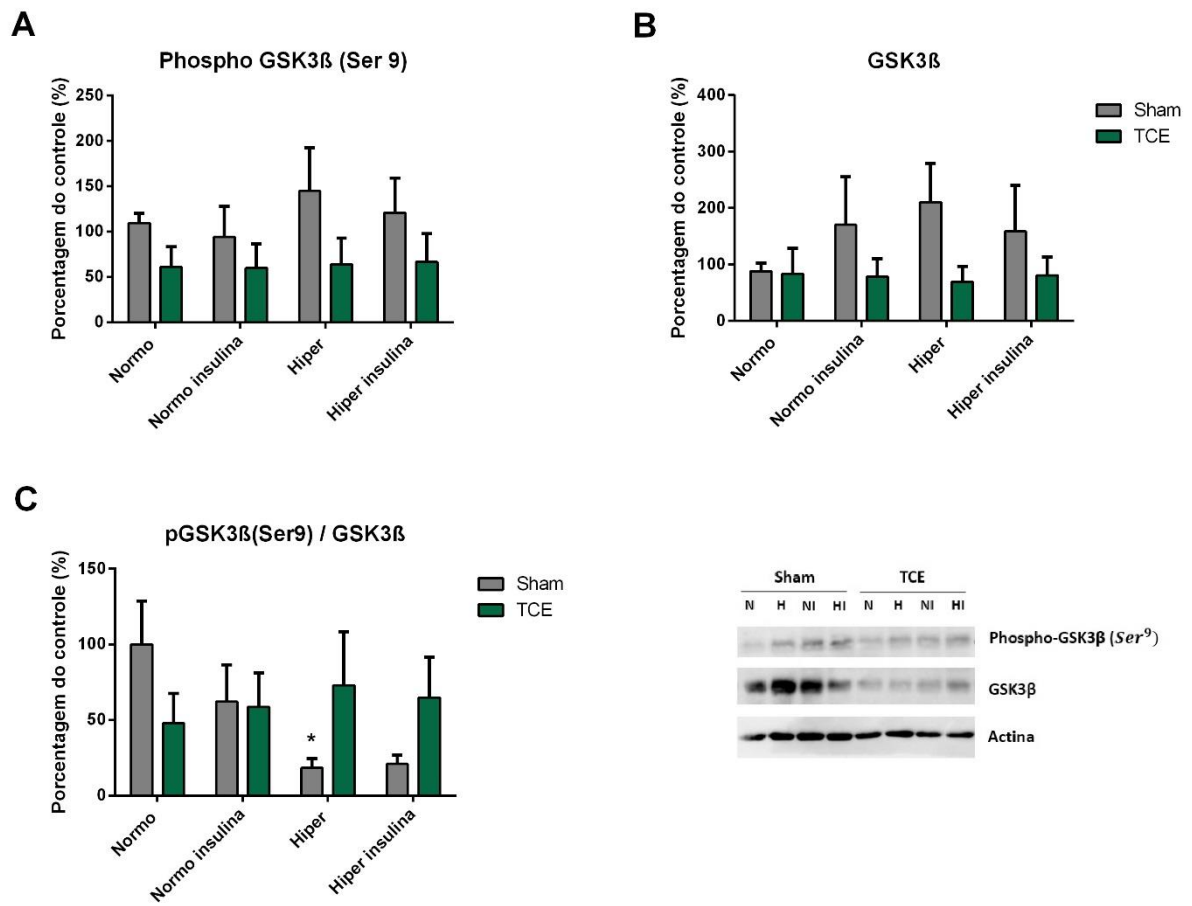 A
Phospho GSK3ß (Ser 9)
Porcentagem do controle (%)
250
200
150
100
50
0
Normo
Normo insulina
Hiper
Hiper insulina
B
GSK3ß
Porcentagem do controle (%)
400
300
200
100
0
Normo
Normo insulina
Hiper
Hiper insulina
Sham
TCE
C
pGSK3ß(Ser9) / GSK3ß
Porcentagem do controle (%)
150
100
50
0
*
Normo
Normo insulina
Hiper
Hiper insulina
Sham
TCE
Sham TCE
N H NI HI N H NI HI
Phospho-GSK3β (Ser⁹)
GSK3β
Actina